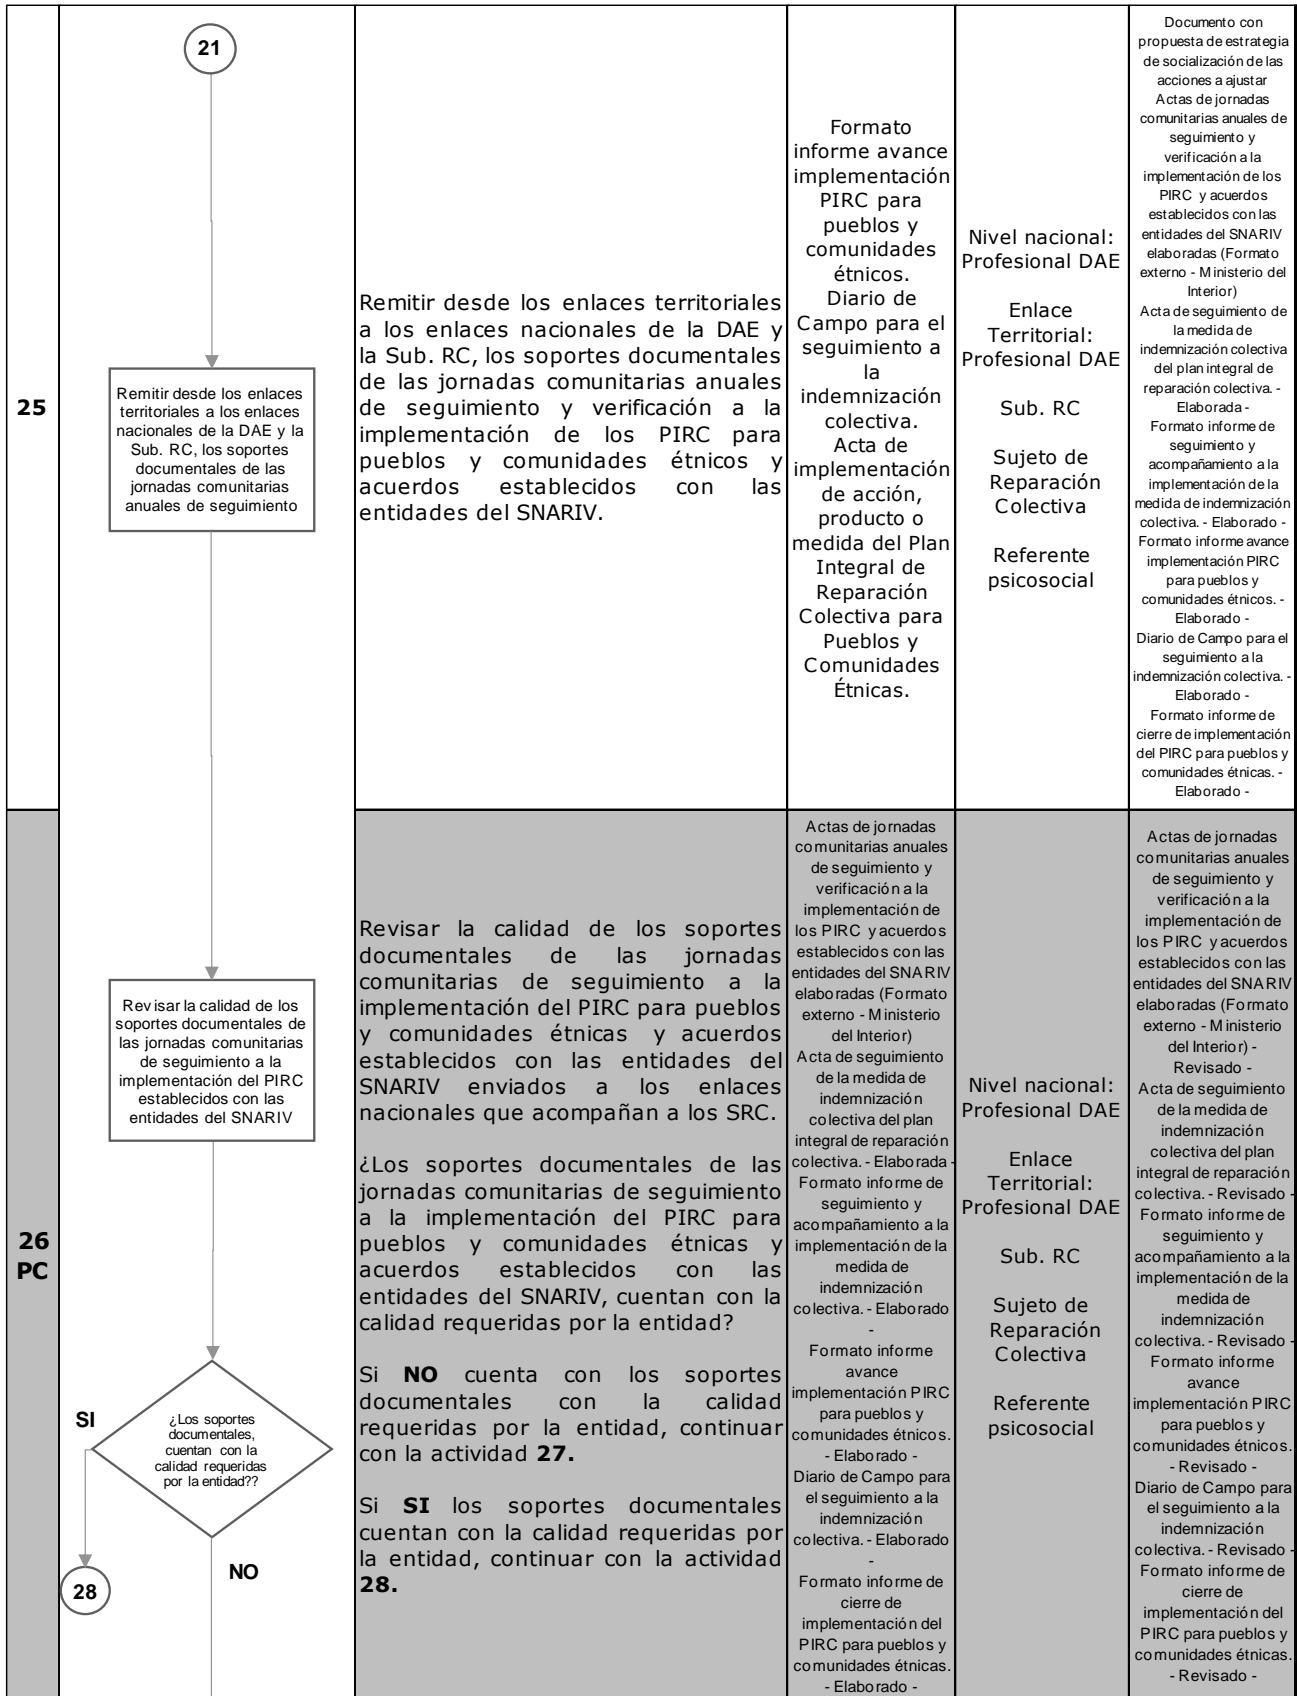 25
21
Remitir desde los enlaces
territoriales a los enlaces
nacionales de la DAE y la
Sub. RC, los soportes
documentales de las
jornadas comunitarias
anuales de seguimiento
Remitir desde los enlaces territoriales
a los enlaces nacionales de la DAE y
la Sub. RC, los soportes documentales
de las jornadas comunitarias anuales
de seguimiento y verificación a la
implementación de los PIRC para
pueblos y comunidades étnicos y
acuerdos establecidos con las
entidades del SNARIV.
Formato
informe avance
implementación
PIRC para
pueblos y
comunidades
étnicos.
Diario de
Campo para el
seguimiento a
la
indemnización
colectiva.
Acta de
implementación
de acción,
producto o
medida del Plan
Integral de
Reparación
Colectiva para
Pueblos y
Comunidades
Étnicas.
Nivel nacional:
Profesional DAE
Enlace
Territorial:
Profesional DAE
Sub. RC
Sujeto de
Reparación
Colectiva
Referente
psicosocial
Documento con
propuesta de estrategia
de socialización de las
acciones a ajustar
Actas de jornadas
comunitarias anuales de
seguimiento y
verificación a la
implementación de los
PIRC y acuerdos
establecidos con las
entidades del SNARIV
elaboradas (Formato
externo - Ministerio del
Interior)
Acta de seguimiento de
la medida de
indemnización colectiva
del plan integral de
reparación colectiva. -
Elaborada -
Formato informe de
seguimiento y
acompañamiento a la
implementación de la
medida de indemnización
colectiva. - Elaborado -
Formato informe avance
implementación PIRC
para pueblos y
comunidades étnicos. -
Elaborado -
Diario de Campo para el
seguimiento a la
indemnización colectiva. -
Elaborado -
Formato informe de
cierre de implementación
del PIRC para pueblos y
comunidades étnicas. -
Elaborado -
26
PC
Revisar la calidad de los
soportes documentales de
las jornadas comunitarias
de seguimiento a la
implementación del PIRC
establecidos con las
entidades del SNARIV
SI
¿Los soportes
documentales,
cuentan con la
calidad requeridas
por la entidad??
28
NO
Revisar la calidad de los soportes
documentales de las jornadas
comunitarias de seguimiento a la
implementación del PIRC para pueblos
y comunidades étnicas y acuerdos
establecidos con las entidades del
SNARIV enviados a los enlaces
nacionales que acompañan a los SRC.
¿Los soportes documentales de las
jornadas comunitarias de seguimiento
a la implementación del PIRC para
pueblos y comunidades étnicas y
acuerdos establecidos con las
entidades del SNARIV, cuentan con la
calidad requeridas por la entidad?
Si NO cuenta con los soportes
documentales con la calidad
requeridas por la entidad, continuar
con la actividad 27.
Si SI los soportes documentales
cuentan con la calidad requeridas por
la entidad, continuar con la actividad
28.
Actas de jornadas
comunitarias anuales
de seguimiento y
verificación a la
implementación de
los PIRC y acuerdos
establecidos con las
entidades del SNARIV
elaboradas (Formato
externo - Ministerio
del Interior)
Acta de seguimiento
de la medida de
indemnización
colectiva del plan
integral de reparación
colectiva. - Elaborada -
Formato informe de
seguimiento y
acompañamiento a la
implementación de la
medida de
indemnización
colectiva. - Elaborado
-
Formato informe
avance
implementación PIRC
para pueblos y
comunidades étnicos.
- Elaborado -
Diario de Campo para
el seguimiento a la
indemnización
colectiva. - Elaborado
-
Formato informe de
cierre de
implementación del
PIRC para pueblos y
comunidades étnicas.
- Elaborado -
Nivel nacional:
Profesional DAE
Enlace
Territorial:
Profesional DAE
Sub. RC
Sujeto de
Reparación
Colectiva
Referente
psicosocial
Actas de jornadas
comunitarias anuales
de seguimiento y
verificación a la
implementación de
los PIRC y acuerdos
establecidos con las
entidades del SNARIV
elaboradas (Formato
externo - Ministerio
del Interior) -
Revisado -
Acta de seguimiento
de la medida de
indemnización
colectiva del plan
integral de reparación
colectiva. - Revisado -
Formato informe de
seguimiento y
acompañamiento a la
implementación de la
medida de
indemnización
colectiva. - Revisado -
Formato informe
avance
implementación PIRC
para pueblos y
comunidades étnicos.
- Revisado -
Diario de Campo para
el seguimiento a la
indemnización
colectiva. - Revisado -
Formato informe de
cierre de
implementación del
PIRC para pueblos y
comunidades étnicas.
- Revisado -